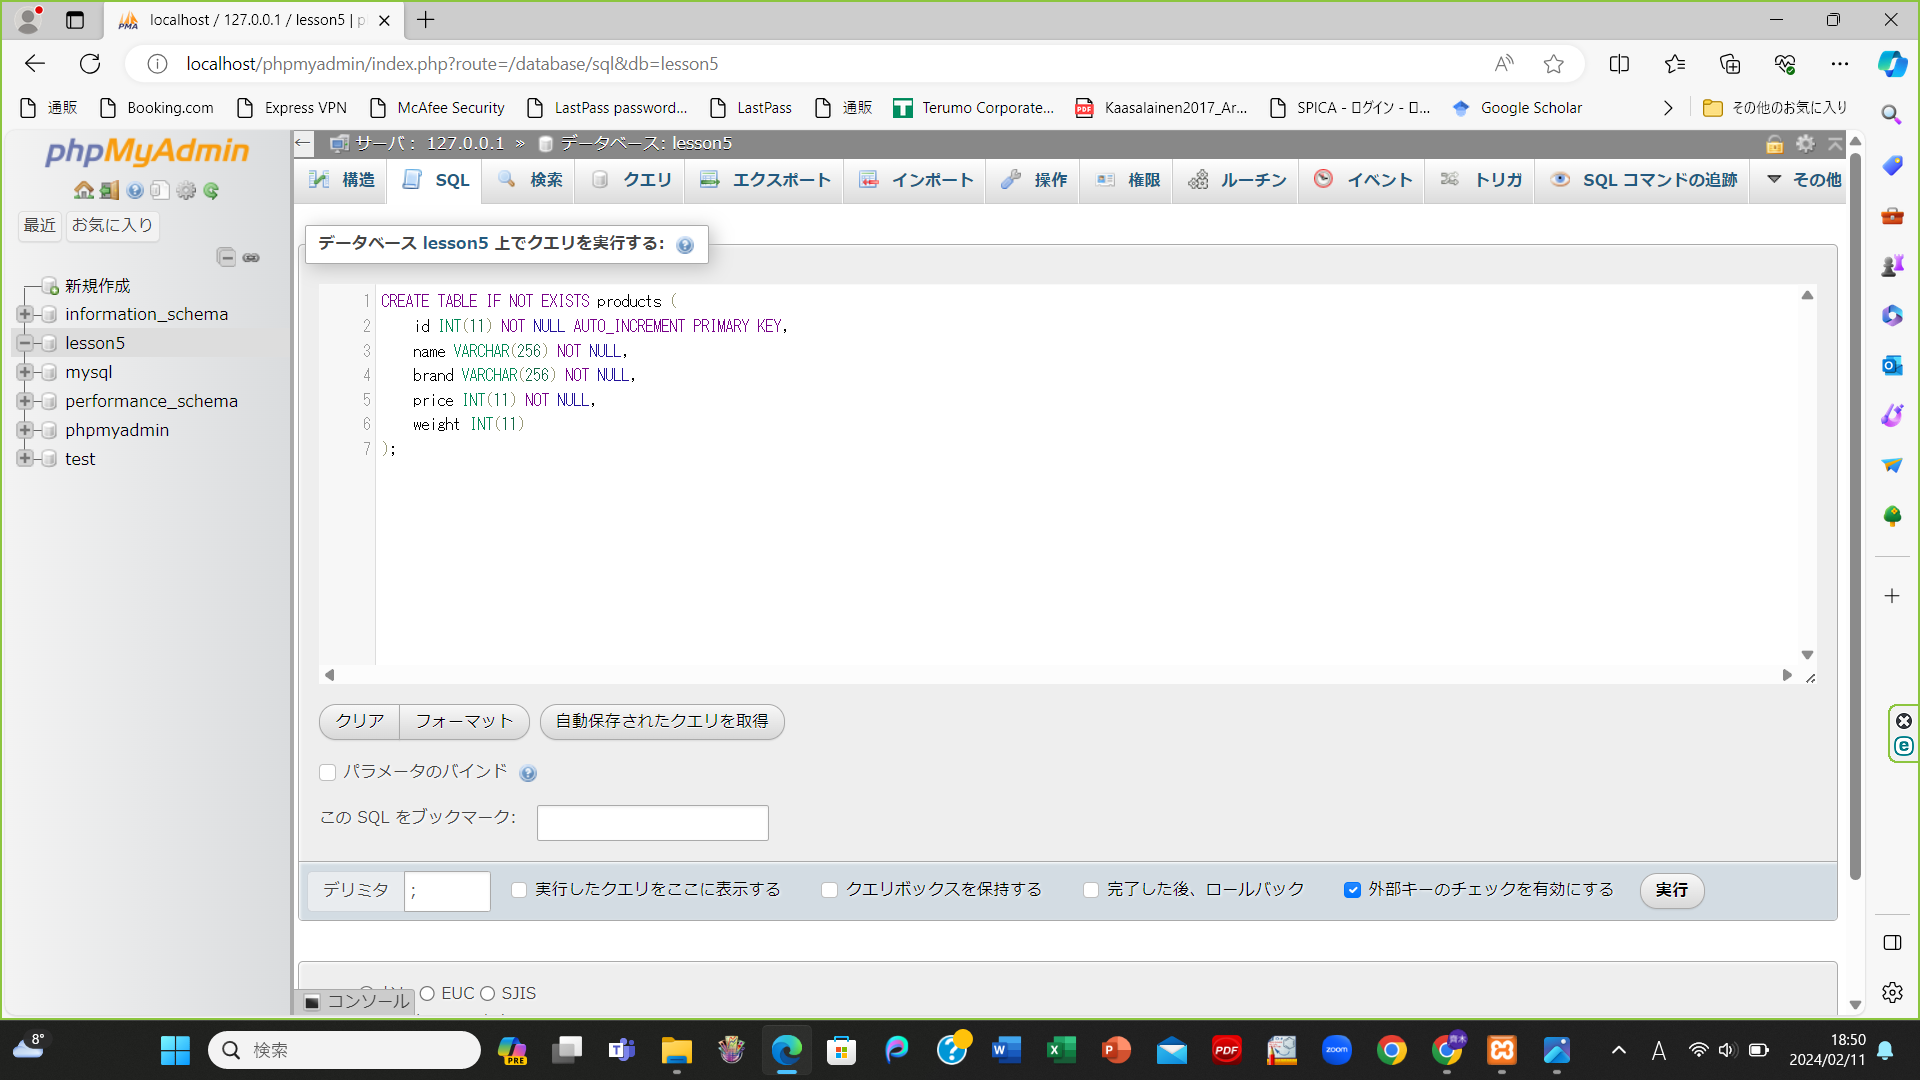 localhost / 127.0.0.1 / lesson5 | p
localhost/phpmyadmin/index.php?route=/database/sql&db=lesson5
通販 Booking.com Express VPN McAfee Security LastPass password... LastPass 通販 Terumo Corporate... Kaasalainen2017_Ar... SPICA - ログイン - ロ... Google Scholar その他のお気に入り
phpMyAdmin
最近 お気に入り
新規作成
information_schema
lesson5
mysql
performance_schema
phpmyadmin
test
サーバ: 127.0.0.1 » データベース: lesson5
構造 SQL 検索 クエリ エクスポート インポート 操作 権限 ルーチン イベント トリガ SQL コマンドの追跡 その他
データベース lesson5 上でクエリを実行する:
1 CREATE TABLE IF NOT EXISTS products (
2 id INT(11) NOT NULL AUTO_INCREMENT PRIMARY KEY,
3 name VARCHAR(256) NOT NULL,
4 brand VARCHAR(256) NOT NULL,
5 price INT(11) NOT NULL,
6 weight INT(11)
7 );
クリア フォーマット 自動保存されたクエリを取得
パラメータのバインド
この SQL をブックマーク:
デリミタ ; 実行したクエリをここに表示する クエリボックスを保持する 完了した後、ロールバック 外部キーのチェックを有効にする 実行
EUC SJIS
コンソール
8°
検索
PRE
PDF
zoom
A
18:50
2024/02/11